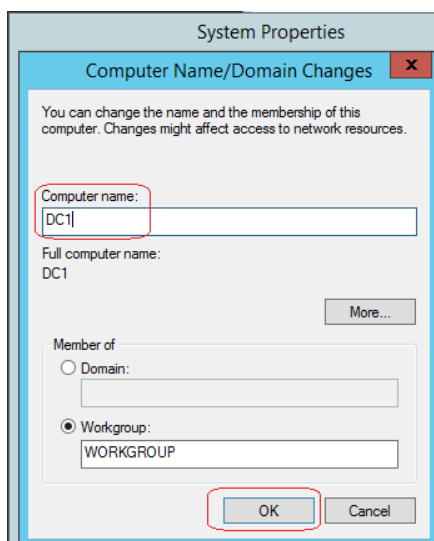 System Properties
Computer Name/Domain Changes
x
You can change the name and the membership of this
computer. Changes might affect access to network resources.
Computer name:
DC1
Full computer name:
DC1
More...
Member of
Domain:
Workgroup:
WORKGROUP
OK
Cancel